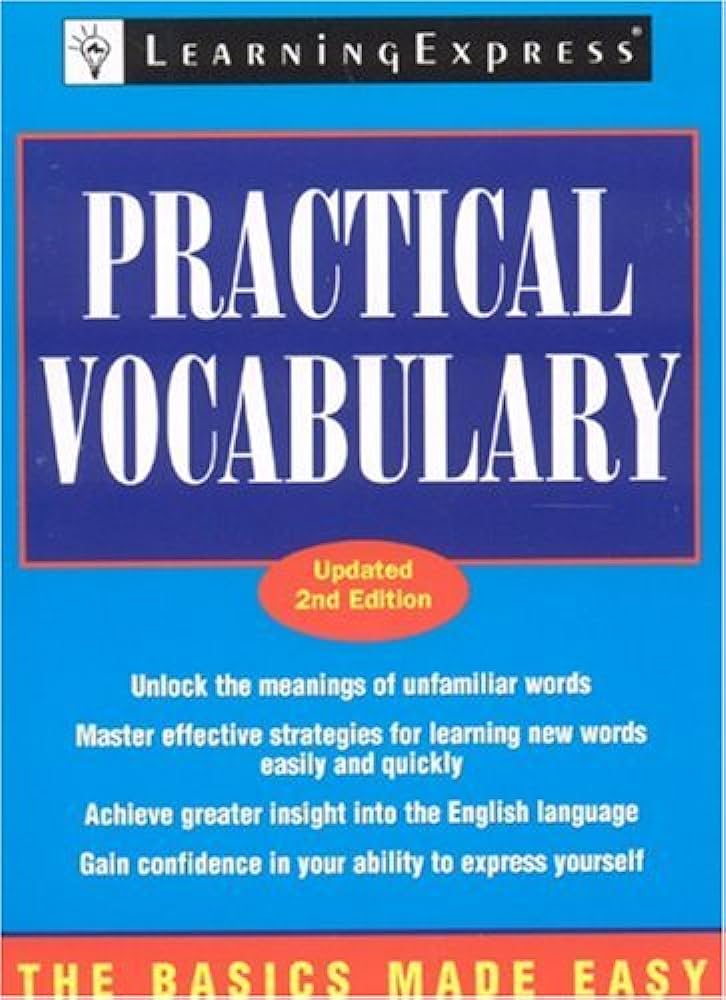 LEARNINGEXPRESS®
PRACTICAL
VOCABULARY
Updated
2nd Edition
Unlock the meanings of unfamiliar words
Master effective strategies for learning new words
easily and quickly
Achieve greater insight into the English language
Gain confidence in your ability to express yourself
THE BASICS MADE EASY